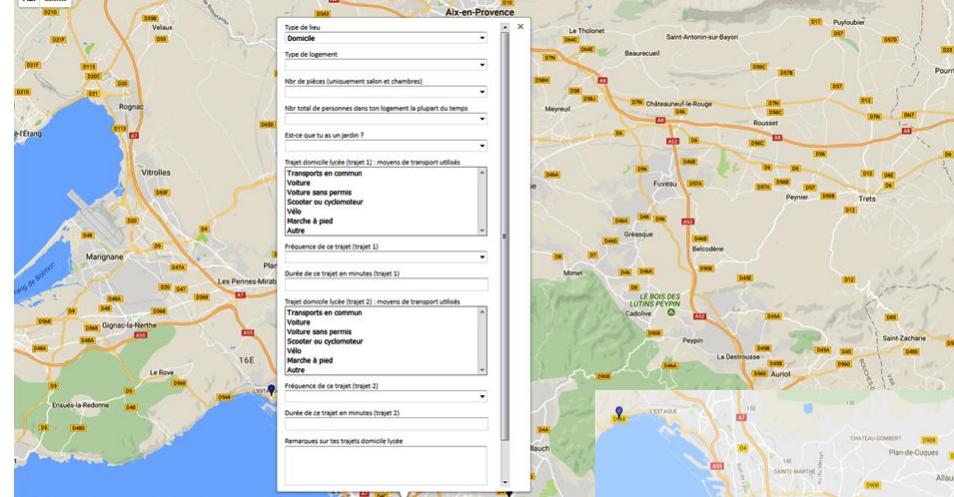 Type de lieu
Domicile
Type de logement
Nbr de pièces (uniquement salon et chambres)
Nbr total de personnes dans ton logement la plupart du temps
Est-ce que tu as un jardin ?
Trajet domicile lycée (trajet 1) : moyens de transport utilisés
Transports en commun
Voiture
Voiture sans permis
Scooter ou cyclomoteur
Vélo
Marche à pied
Autre
Fréquence de ce trajet (trajet 1)
Durée de ce trajet en minutes (trajet 1)
Trajet domicile lycée (trajet 2) : moyens de transport utilisés
Transports en commun
Voiture
Voiture sans permis
Scooter ou cyclomoteur
Vélo
Marche à pied
Autre
Fréquence de ce trajet (trajet 2)
Durée de ce trajet en minutes (trajet 2)
Remarques sur tes trajets domicile lycée
Aix-en-Provence
Velaux
Rognac
Vitrolles
Marignane
Les Pennes-Mirab
Gignac-la-Nerthe
16E
Le Rove
Ensuès-la-Redonne
Le Tholonet
Saint-Antonin-sur-Bayon
Puyloubier
Beaurecueil
Pourri
Meyreuil
Châteauneuf-le-Rouge
Rousset
Fuveau
Peynier
Trets
Gréasque
Belcodène
Mimet
LE BOIS DES
LUTINS PEYPIN
Cadolive
Peypin
La Destrousse
Auriol
Saint-Zacharie
L'ESTAQUE
15E
13E
CHATEAU-GOMBERT
Plan-de-Cuques
14E
SAINTE-MARTHE
Allau
llauch